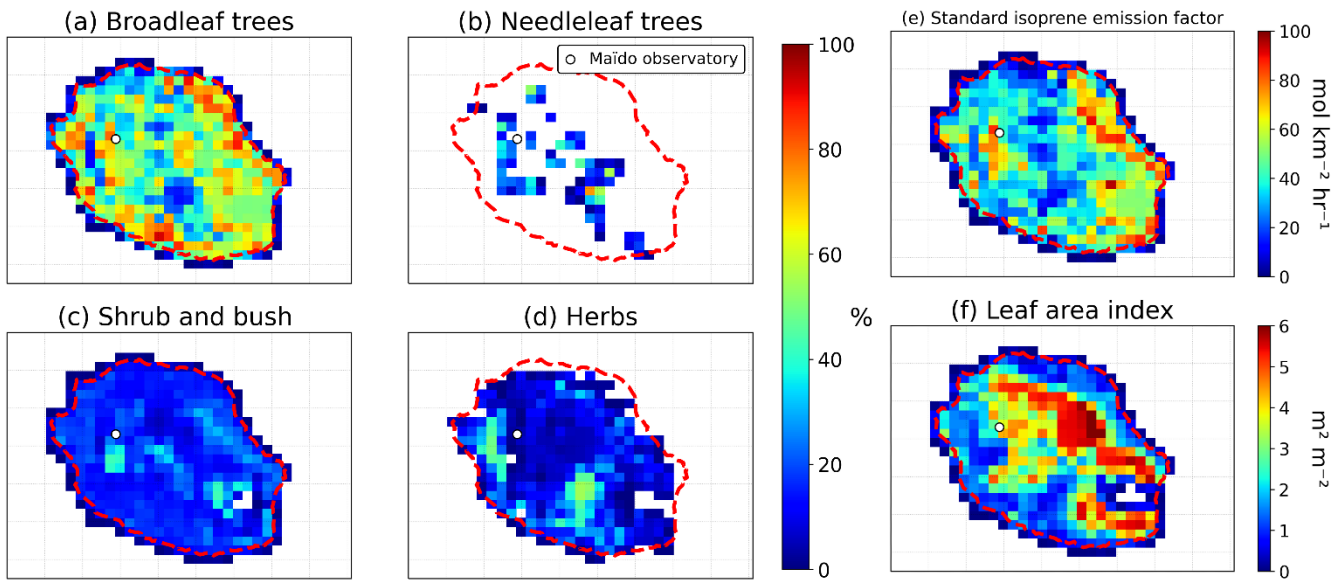 (a) Broadleaf trees
(b) Needleleaf trees
(e) Standard isoprene emission factor
Maïdo observatory
100
80
60
40
20
0
%
100
80
60
40
20
0
mol km⁻² hr⁻¹
(c) Shrub and bush
(d) Herbs
(f) Leaf area index
6
5
4
3
2
1
0
m² m⁻²